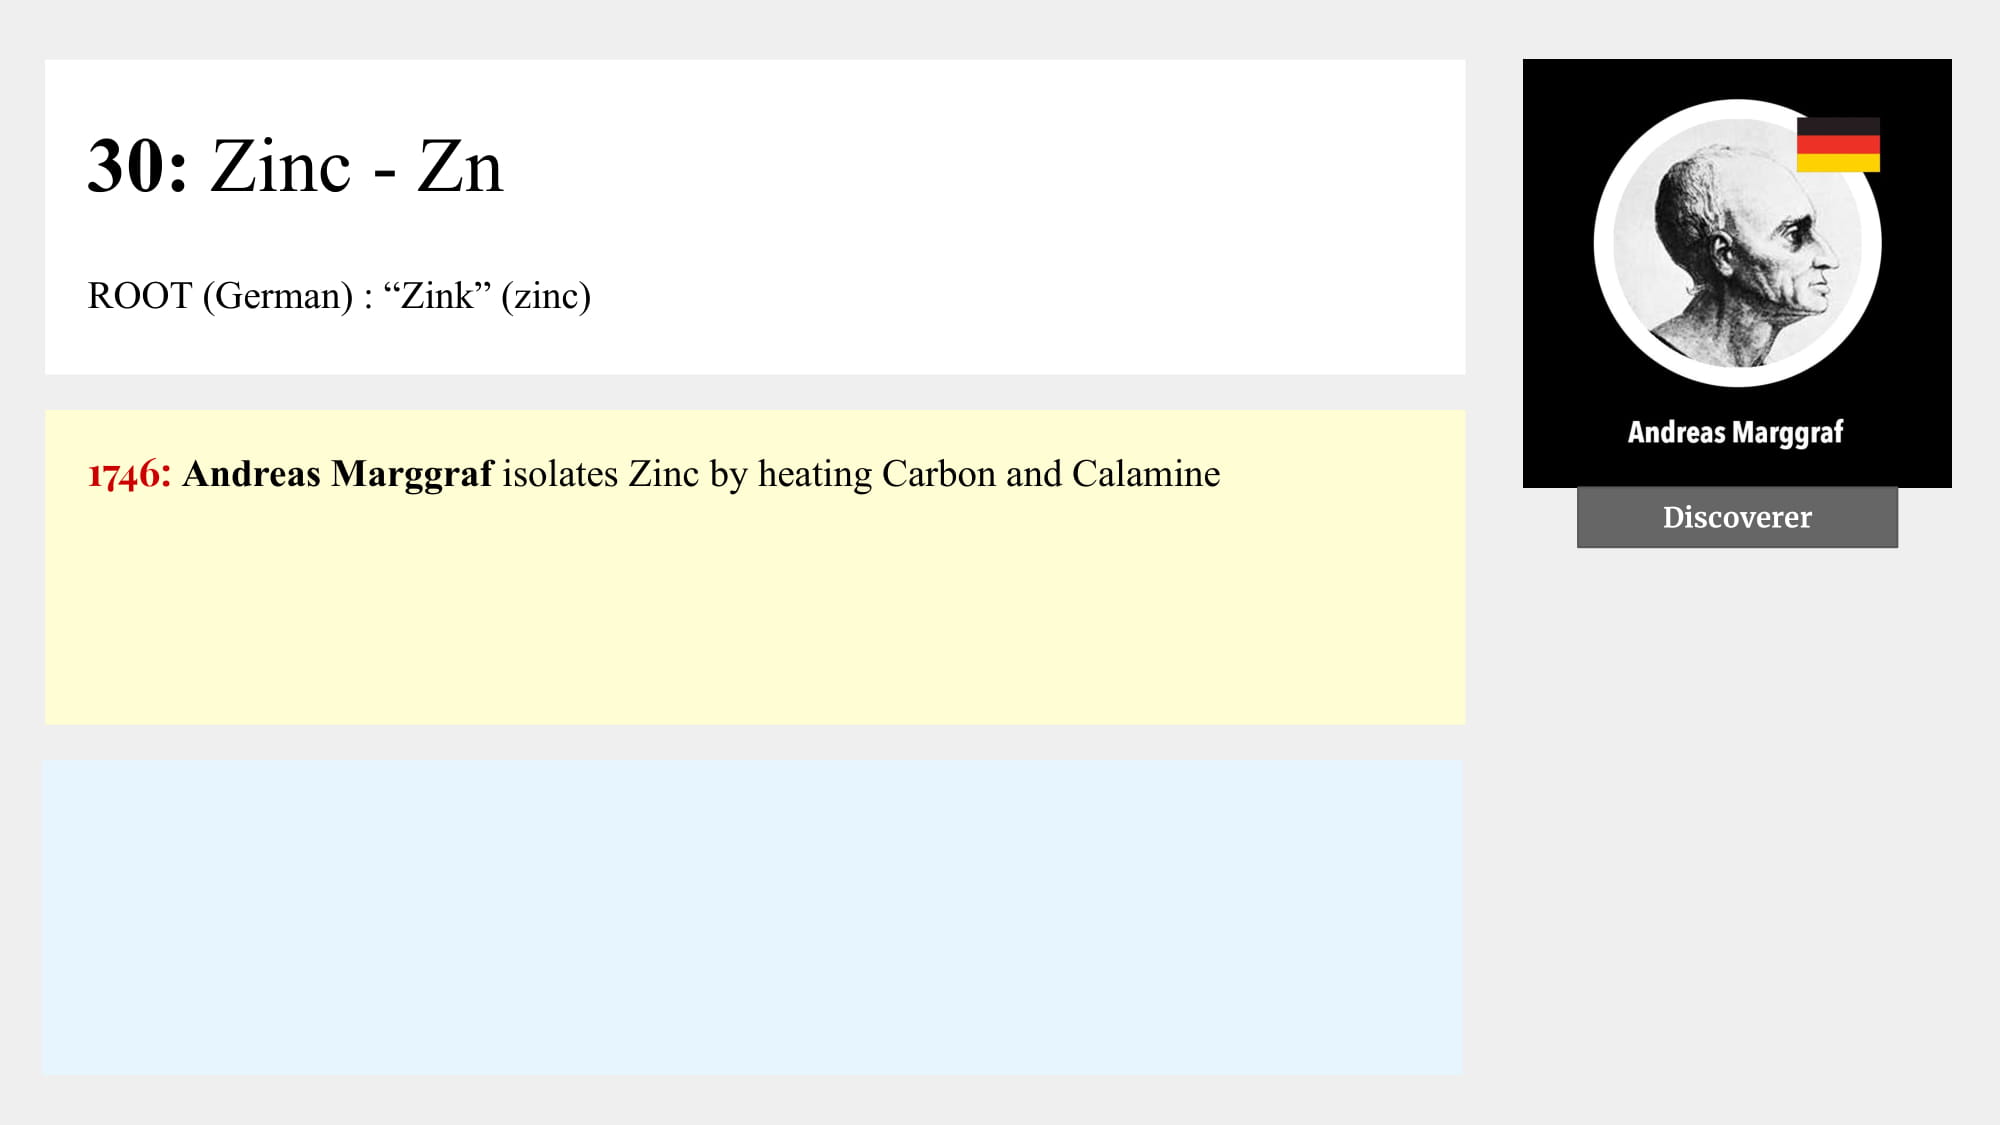 30: Zinc - Zn
ROOT (German) : “Zink” (zinc)
1746: Andreas Marggraf isolates Zinc by heating Carbon and Calamine
Andreas Marggraf
Discoverer